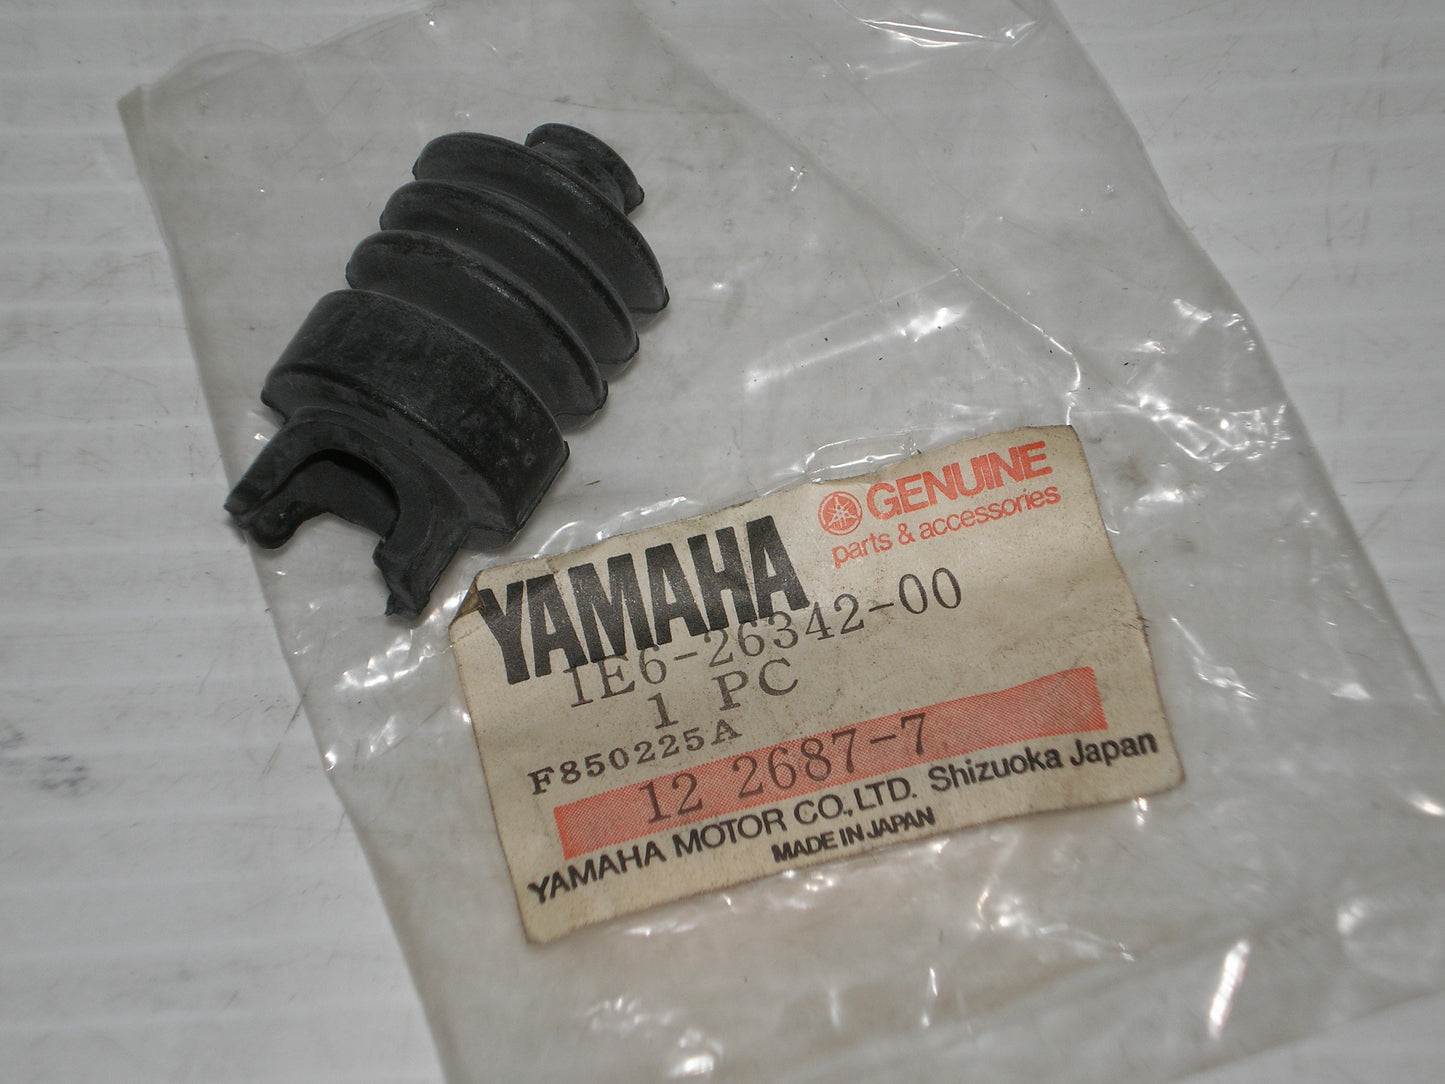 YAMAHA
GENUINE
parts & accessories
1E6-26342-00
1 PC
F850225A
12 2687-7
YAMAHA MOTOR CO., LTD. Shizuoka Japan
MADE IN JAPAN